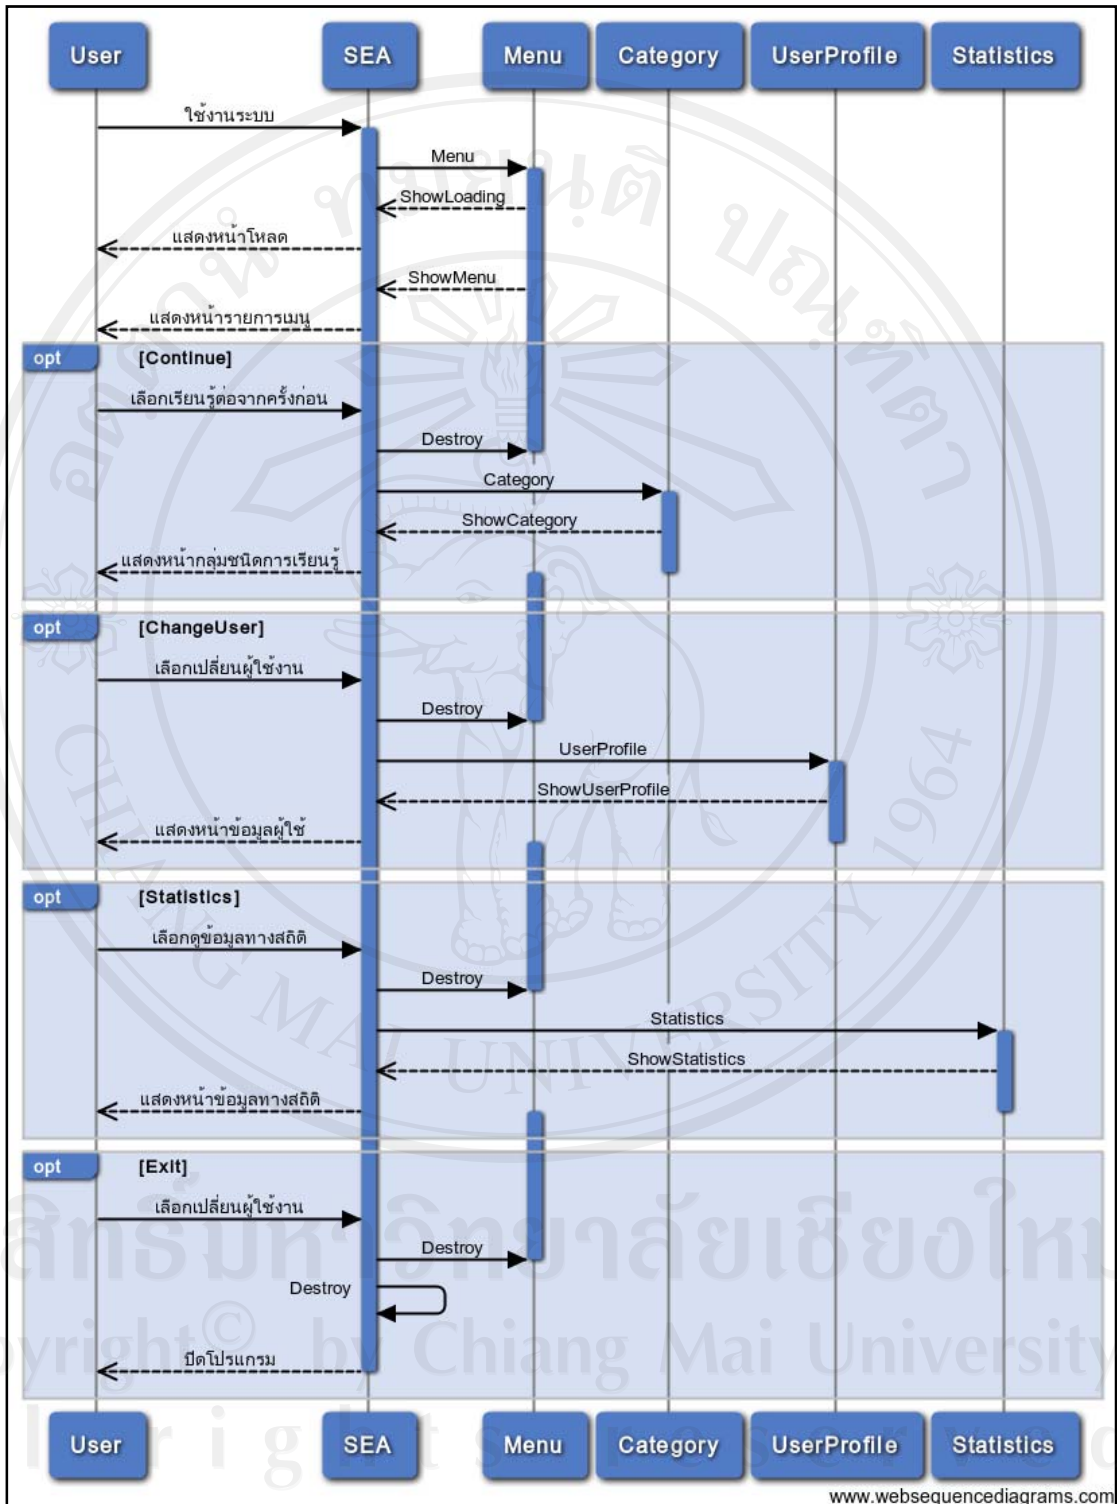 User SEA Menu Category UserProfile Statistics
ใช้งานระบบ
Menu
ShowLoading
แสดงหน้าโหลด
ShowMenu
แสดงหน้ารายการเมนู
opt [Continue]
เลือกเรียนรู้ต่อจากครั้งก่อน
Destroy
Category
ShowCategory
แสดงหน้ากลุ่มชนิดการเรียนรู้
opt [ChangeUser]
เลือกเปลี่ยนผู้ใช้งาน
Destroy
UserProfile
ShowUserProfile
แสดงหน้าข้อมูลผู้ใช้
opt [Statistics]
เลือกดูข้อมูลทางสถิติ
Destroy
Statistics
ShowStatistics
แสดงหน้าข้อมูลทางสถิติ
opt [Exit]
เลือกเปลี่ยนผู้ใช้งาน
Destroy
Destroy
ปิดโปรแกรม
User SEA Menu Category UserProfile Statistics
www.websequencediagrams.com
CHIANG MAI UNIVERSITY 1964
© by Chiang Mai University